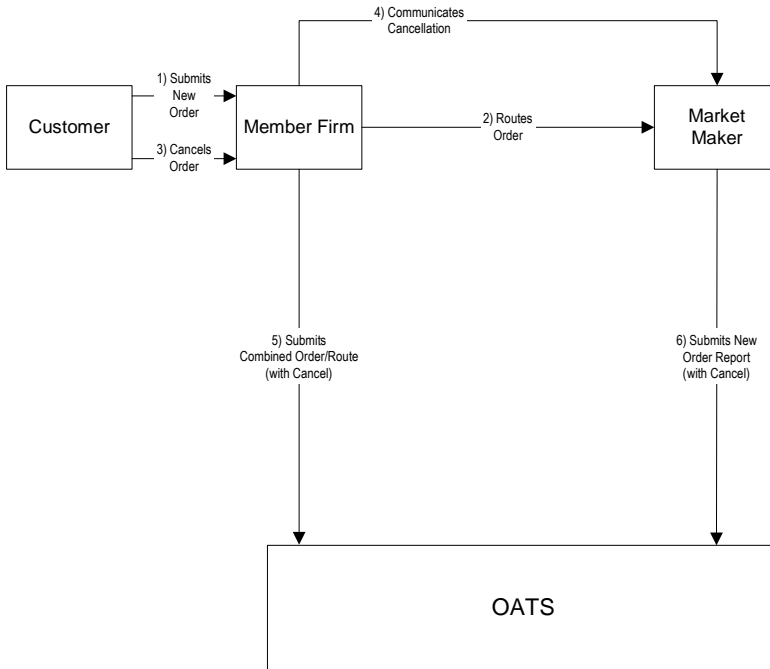 4) Communicates
Cancellation
1) Submits
New
Order
Customer
Member Firm
2) Routes
Order
Market
Maker
3) Cancels
Order
5) Submits
Combined Order/Route
(with Cancel)
6) Submits New
Order Report
(with Cancel)
OATS